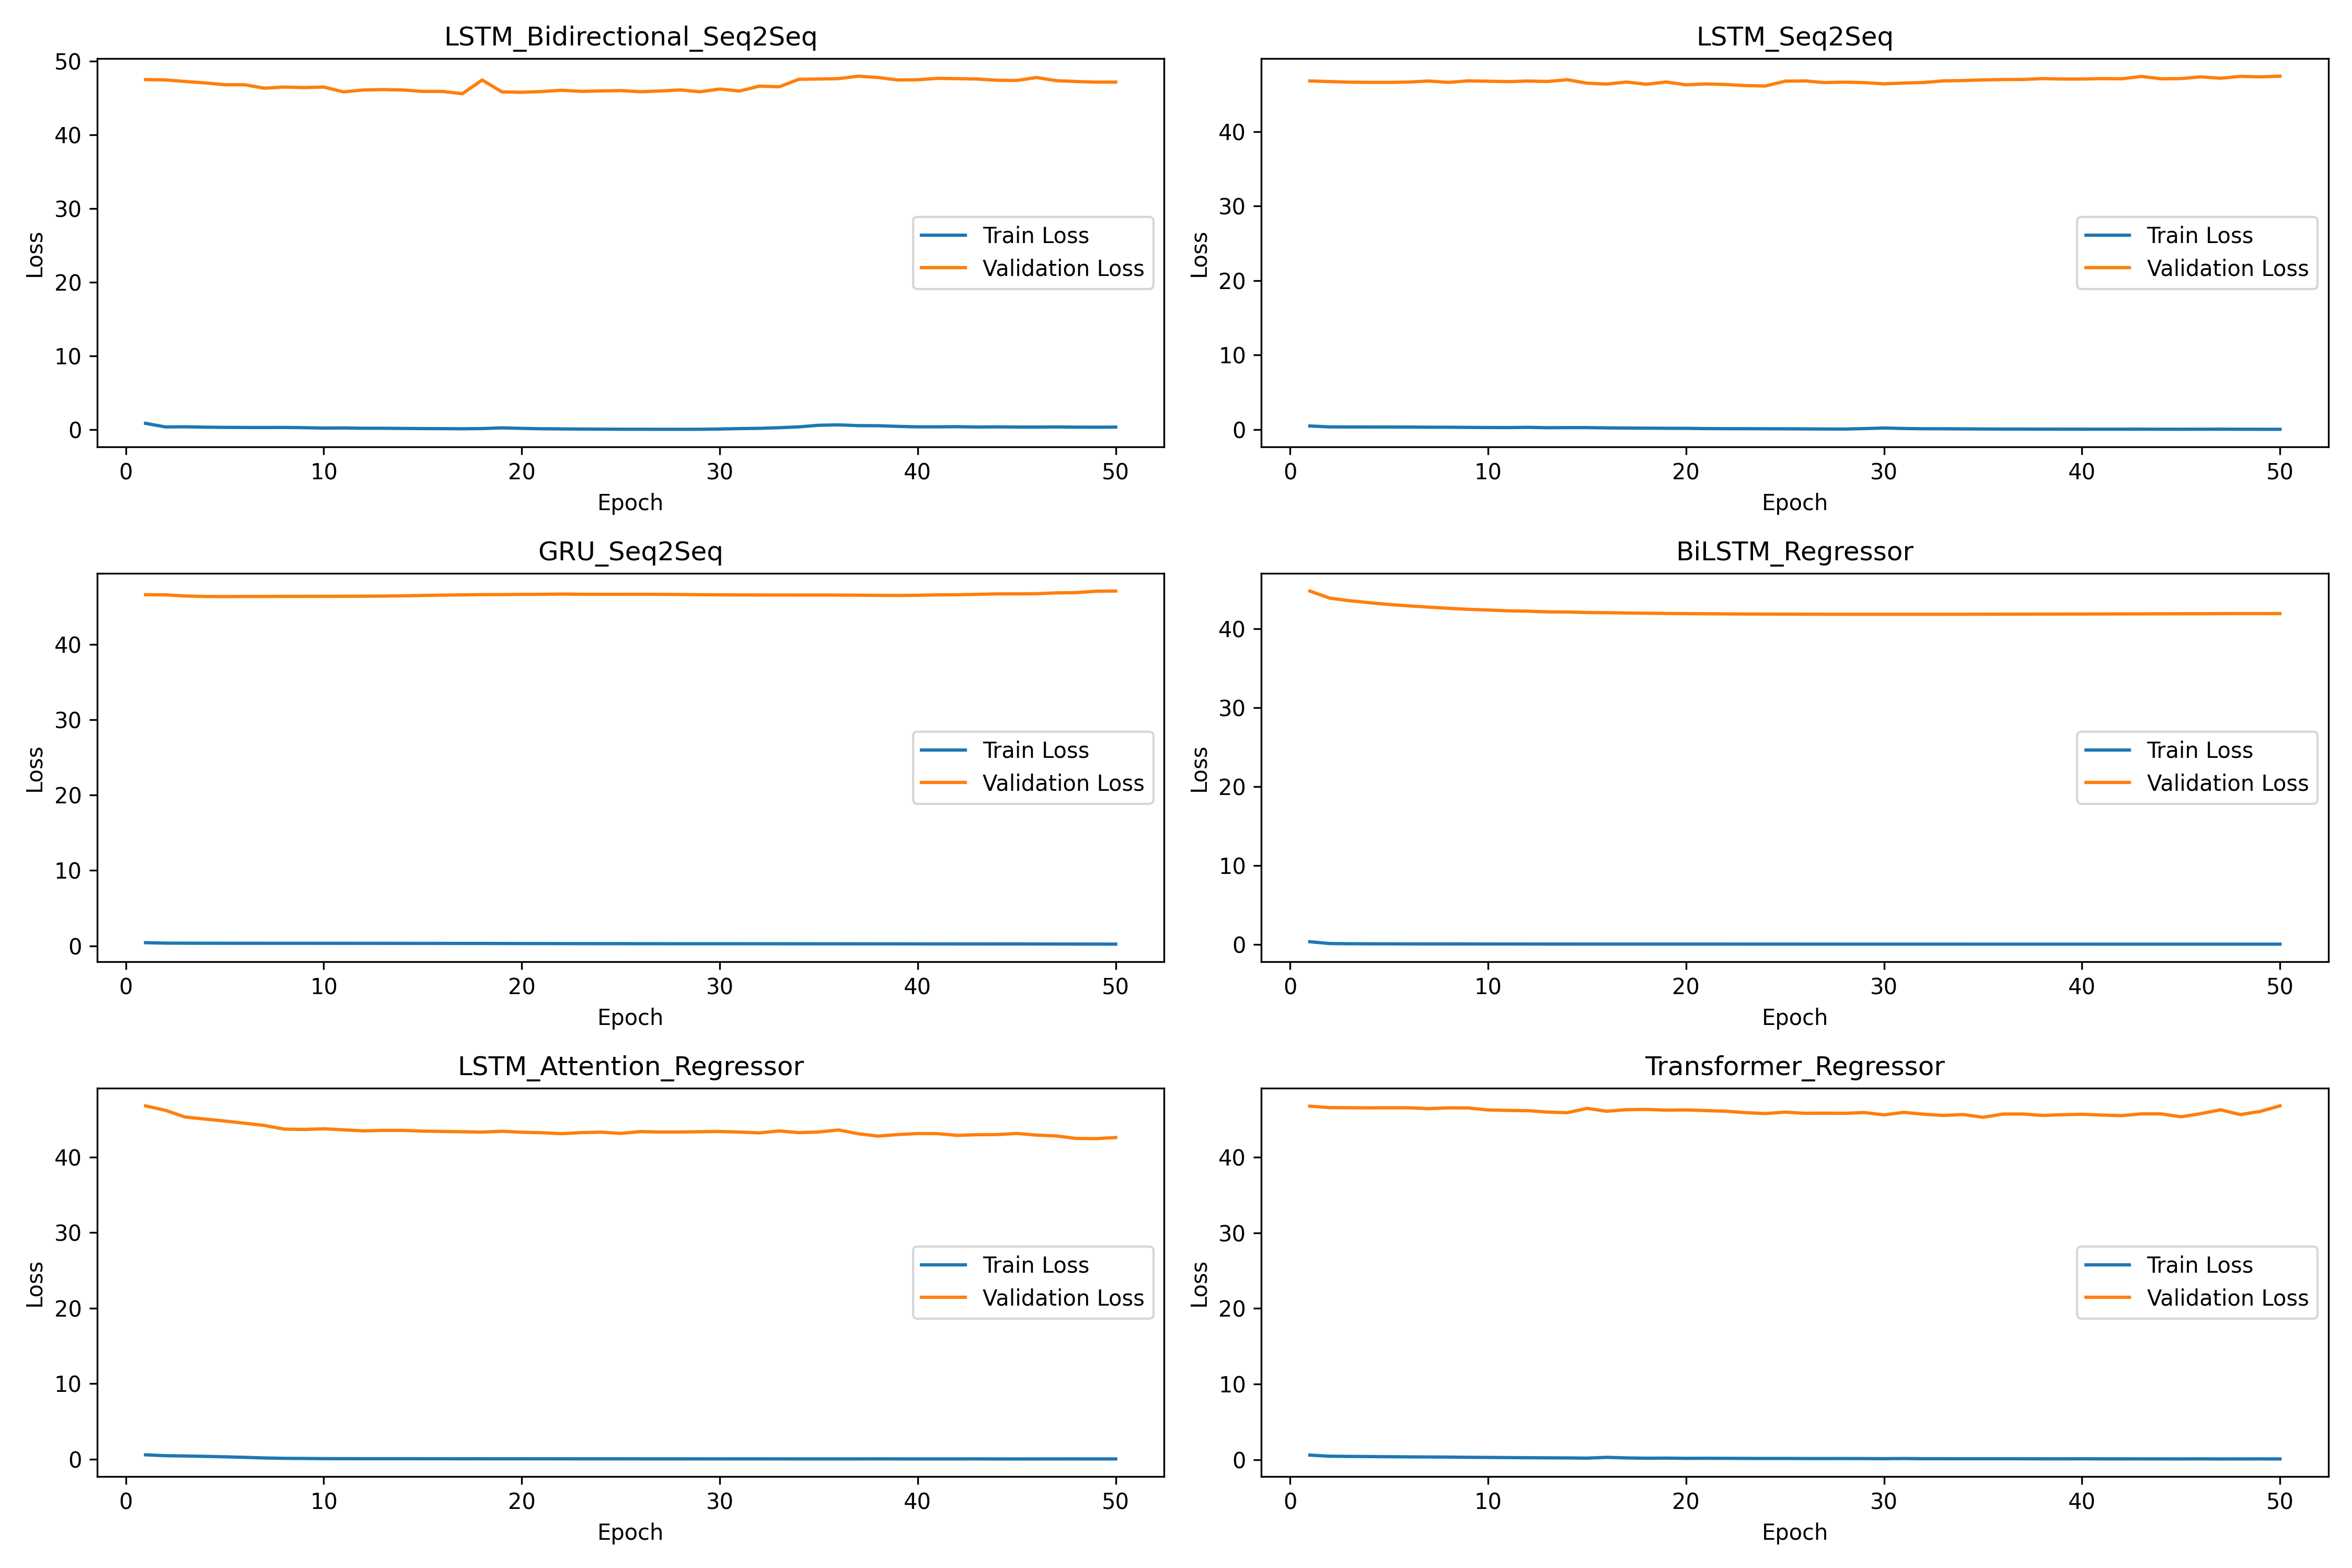 LSTM_Bidirectional_Seq2Seq
50
40
30
20
10
0
Loss
Train Loss
Validation Loss
0 10 20 30 40 50
Epoch
LSTM_Seq2Seq
40
30
20
10
0
Loss
Train Loss
Validation Loss
0 10 20 30 40 50
Epoch
GRU_Seq2Seq
40
30
20
10
0
Loss
Train Loss
Validation Loss
0 10 20 30 40 50
Epoch
BiLSTM_Regressor
40
30
20
10
0
Loss
Train Loss
Validation Loss
0 10 20 30 40 50
Epoch
LSTM_Attention_Regressor
40
30
20
10
0
Loss
Train Loss
Validation Loss
0 10 20 30 40 50
Epoch
Transformer_Regressor
40
30
20
10
0
Loss
Train Loss
Validation Loss
0 10 20 30 40 50
Epoch